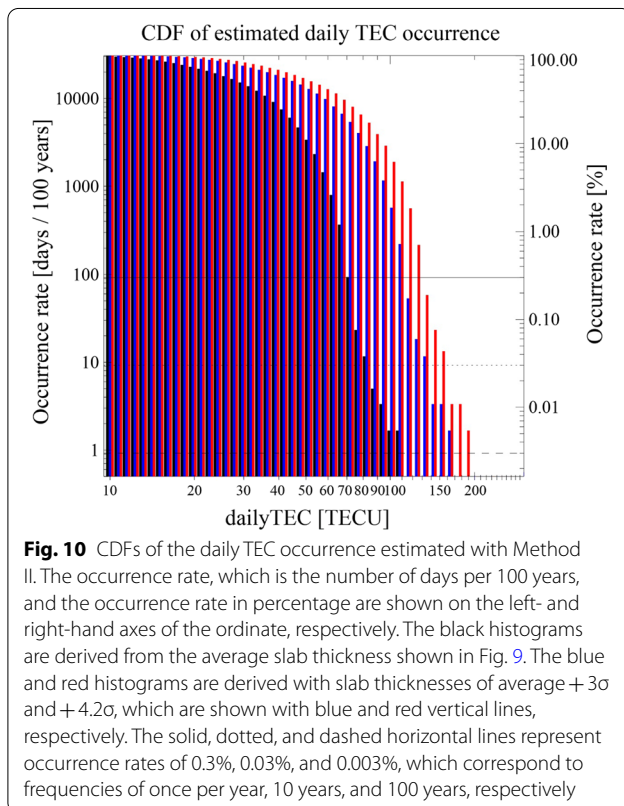 CDF of estimated daily TEC occurrence
Occurrence rate [days / 100 years]
10000
1000
100
10
1
100.00
10.00
1.00
0.10
0.01
Occurrence rate [%]
10 20 30 40 50 60 70 80 90 100 150 200
dailyTEC [TECU]
Fig. 10 CDFs of the daily TEC occurrence estimated with Method
II. The occurrence rate, which is the number of days per 100 years,
and the occurrence rate in percentage are shown on the left- and
right-hand axes of the ordinate, respectively. The black histograms
are derived from the average slab thickness shown in Fig. 9. The blue
and red histograms are derived with slab thicknesses of average + 3σ
and + 4.2σ, which are shown with blue and red vertical lines,
respectively. The solid, dotted, and dashed horizontal lines represent
occurrence rates of 0.3%, 0.03%, and 0.003%, which correspond to
frequencies of once per year, 10 years, and 100 years, respectively